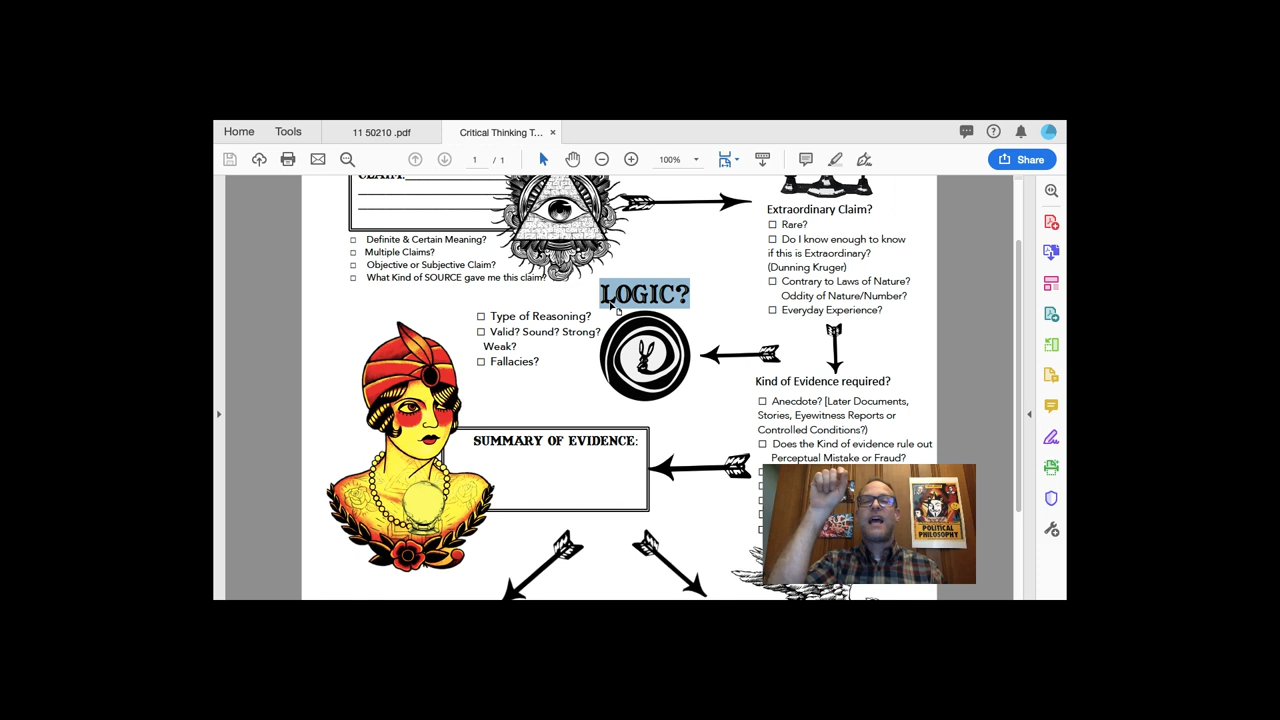 Home Tools 11 50210 .pdf Critical Thinking T... ×
1 / 1 100% Share
CLAIM:
Definite & Certain Meaning?
Multiple Claims?
Objective or Subjective Claim?
What Kind of SOURCE gave me this claim?
Extraordinary Claim?
Rare?
Do I know enough to know
if this is Extraordinary?
(Dunning Kruger)
Contrary to Laws of Nature?
Oddity of Nature/Number?
Everyday Experience?
LOGIC?
Type of Reasoning?
Valid? Sound? Strong?
Weak?
Fallacies?
Kind of Evidence required?
Anecdote? [Later Documents,
Stories, Eyewitness Reports or
Controlled Conditions?)
Does the Kind of evidence rule out
Perceptual Mistake or Fraud?
SUMMARY OF EVIDENCE:
POLITICAL
PHILOSOPHY